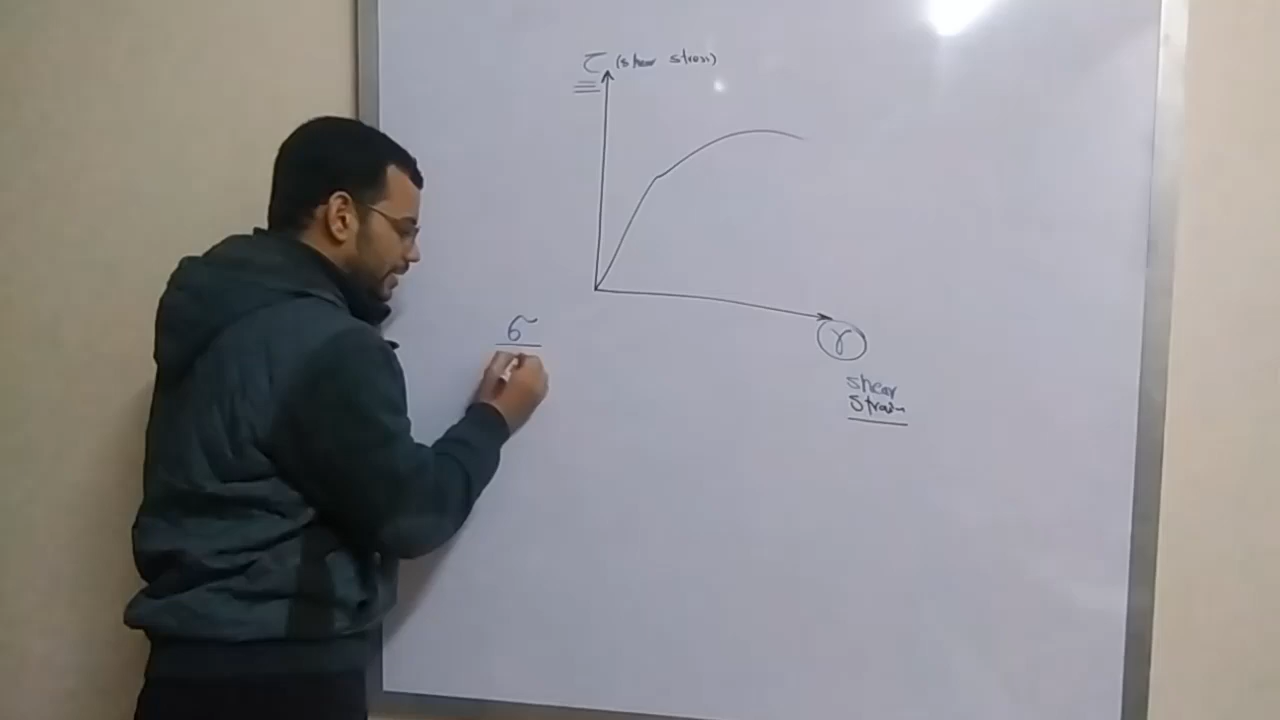 τ (shear stress)
σ
γ
shear
strain